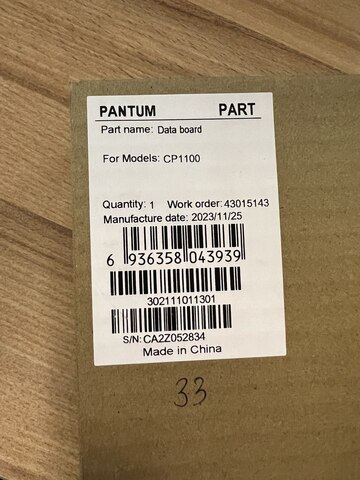 PANTUM PART
Part name: Data board
For Models: CP1100
Quantity: 1 Work order: 43015143
Manufacture date: 2023/11/25
6 936358 043939
302111011301
S/N: CA2Z052834
Made in China
33